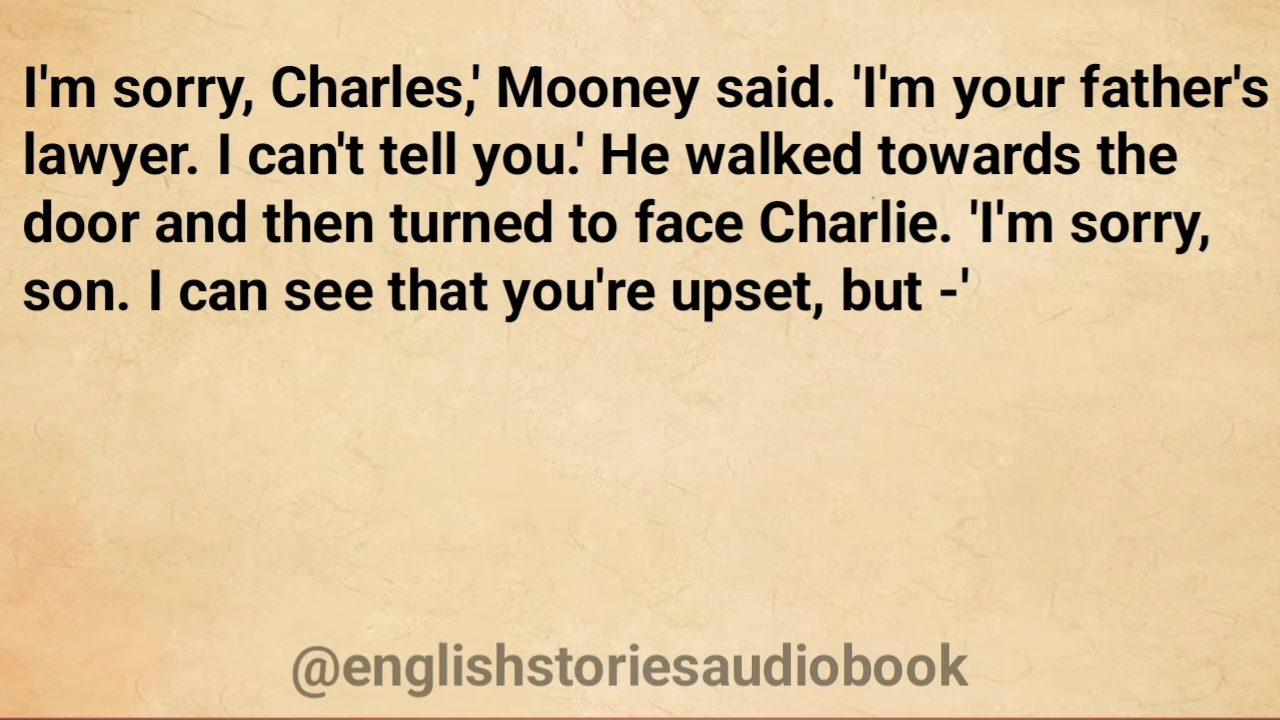 I'm sorry, Charles,' Mooney said. 'I'm your father's
lawyer. I can't tell you.' He walked towards the
door and then turned to face Charlie. 'I'm sorry,
son. I can see that you're upset, but -'
@englishstoriesaudiobook